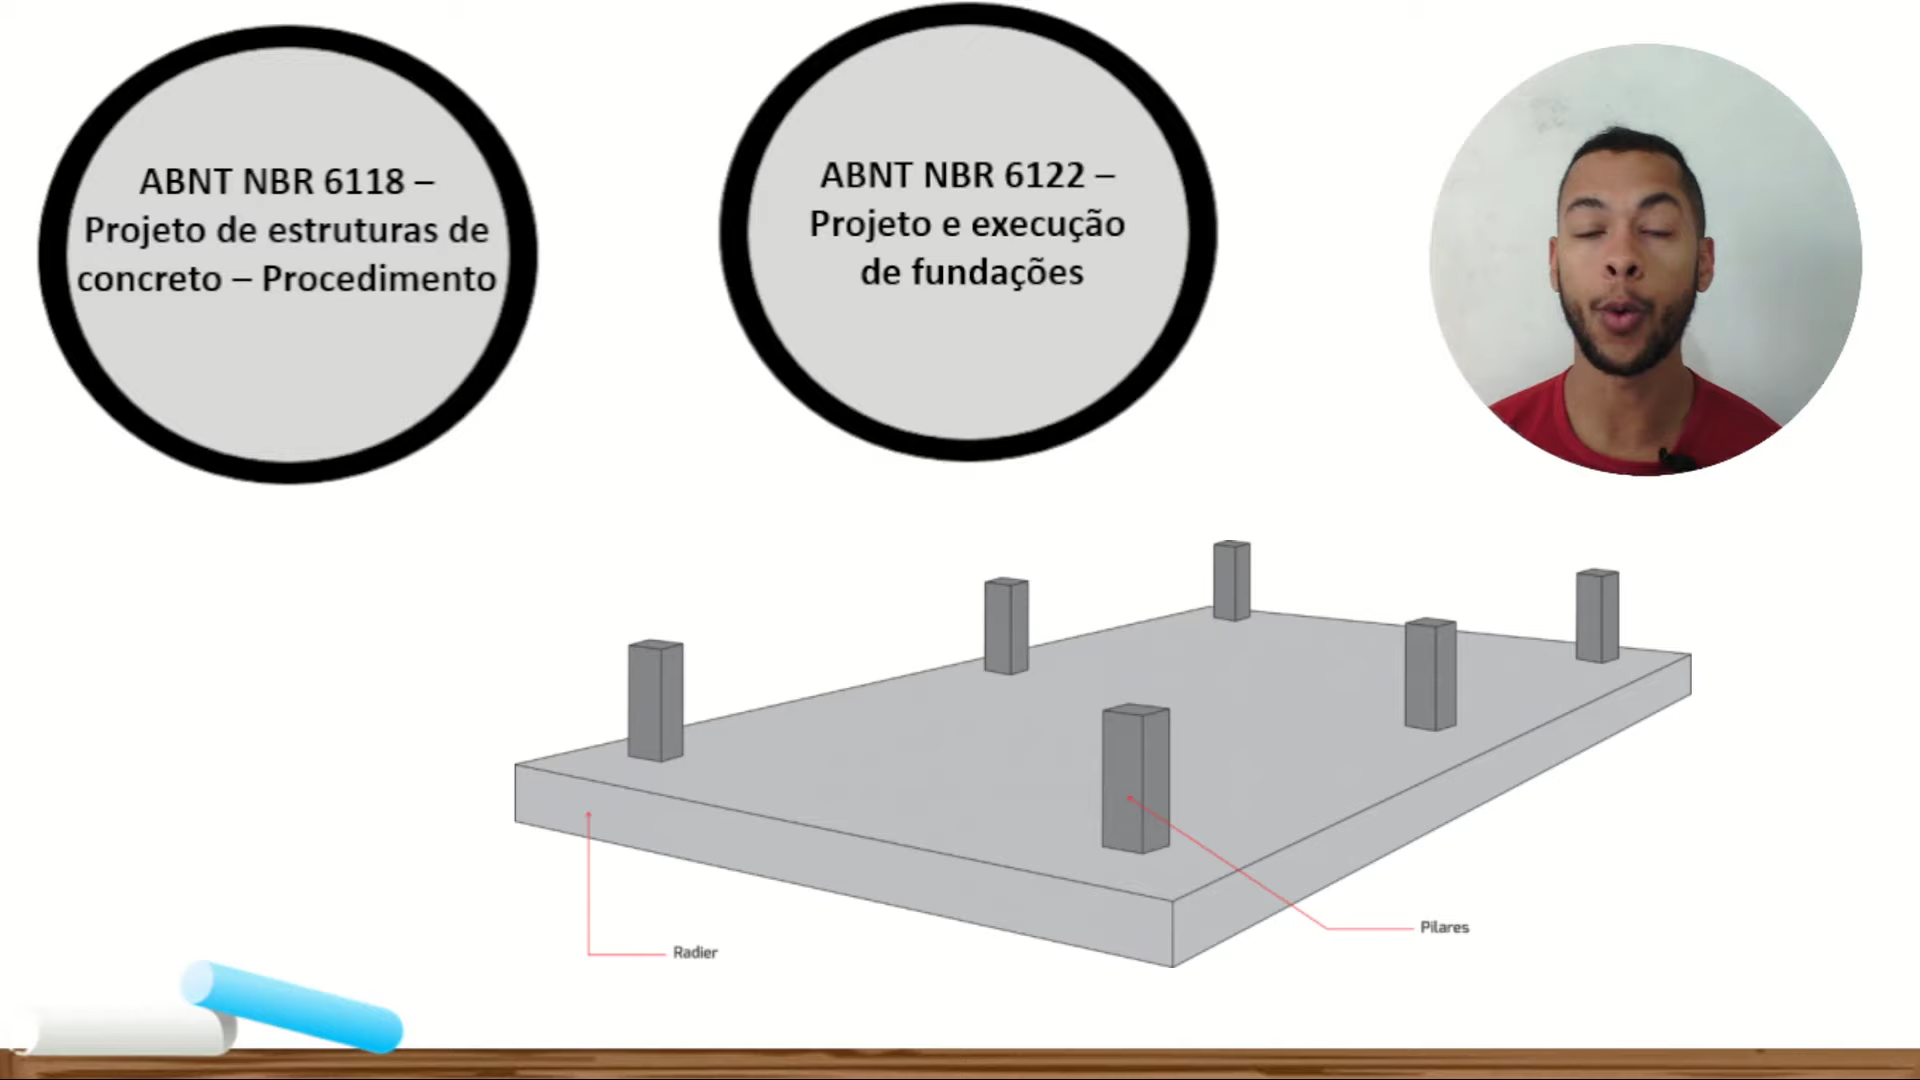 ABNT NBR 6118 –
Projeto de estruturas de
concreto – Procedimento
ABNT NBR 6122 –
Projeto e execução
de fundações
Pilares
Radier